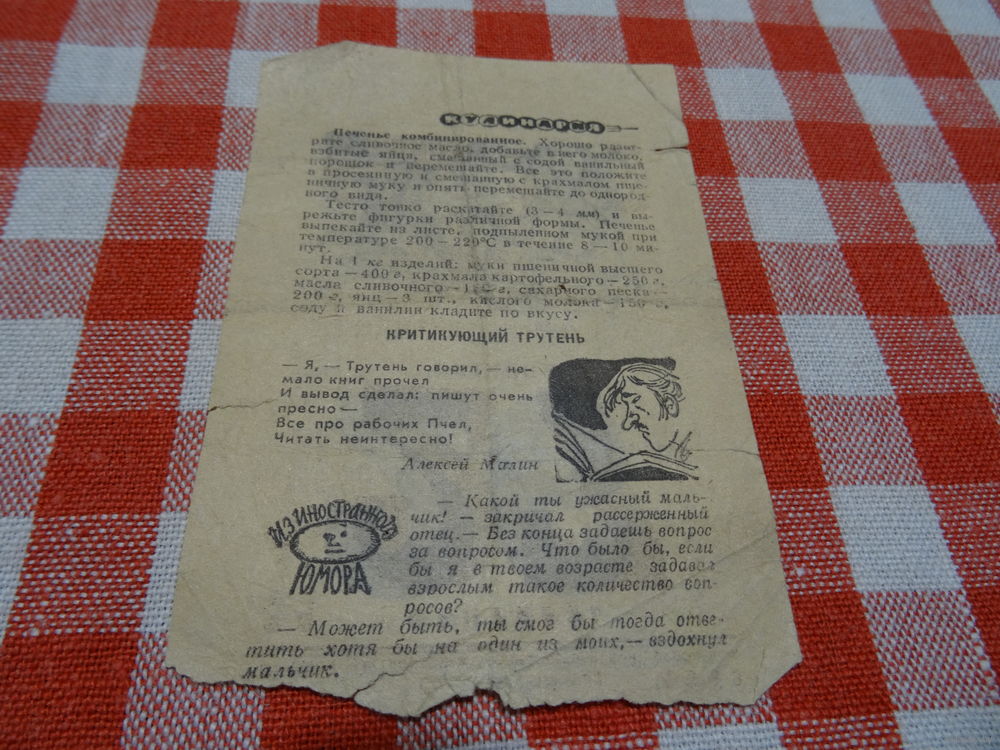 КУЛИНАРИЯ
Печенье комбинированное. Хорошо разот-
рите сливочное масло, добавьте в него молоко,
взбитые яйца, смешанный с содой ванильный
порошок и перемешайте. Все это положите
в просеянную и смешанную с крахмалом пше-
ничную муку и опять перемешайте до однород-
ного вида.
Тесто тонко раскатайте (3—4 мм) и вы-
режьте фигурки различной формы. Печенье
выпекайте на листе, подпыленном мукой при
температуре 200—220°С в течение 8—10 ми-
нут.
На 1 кг изделий: муки пшеничной высшего
сорта—400 г, крахмала картофельного—250 г,
масла сливочного— г, сахарного песка—
200 г, яиц—3 шт., кислого молока—150 г,
соду и ванилин кладите по вкусу.
КРИТИКУЮЩИЙ ТРУТЕНЬ
— Я, — Трутень говорил, — не-
мало книг прочел
И вывод сделал: пишут очень
пресно—
Все про рабочих Пчел,
Читать неинтересно!
Алексей Малин
ИЗ ИНОСТРАННОГО
ЮМОРА
— Какой ты ужасный маль-
чик! — закричал рассерженный
отец.— Без конца задаешь вопрос
за вопросом. Что было бы, если
бы я в твоем возрасте задавал
взрослым такое количество воп-
росов?
— Может быть, ты смог бы тогда отве-
тить хотя бы на один из моих,— вздохнул
мальчик.